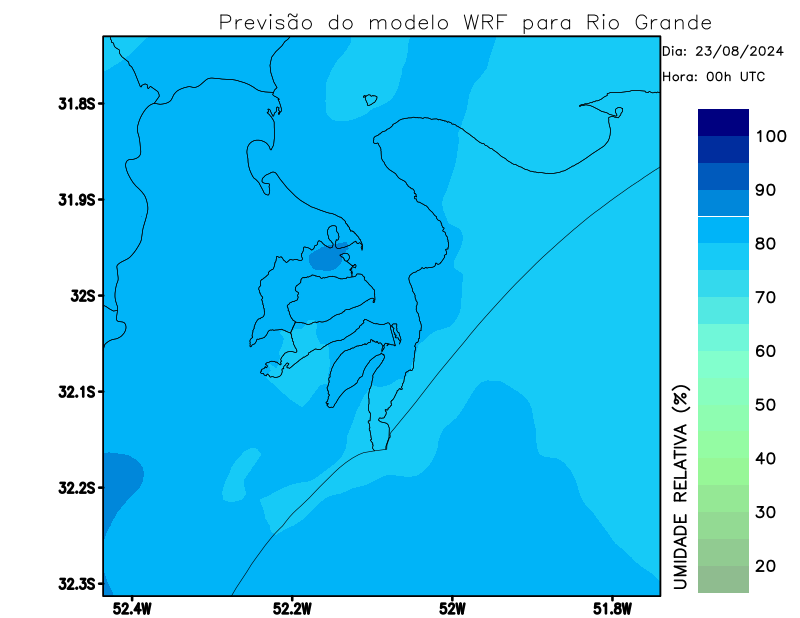 Previsão do modelo WRF para Rio Grande
Dia: 23/08/2024
Hora: 00h UTC
31.8S
31.9S
32S
32.1S
32.2S
32.3S
52.4W
52.2W
52W
51.8W
100
90
80
70
60
50
40
30
20
UMIDADE RELATIVA (%)